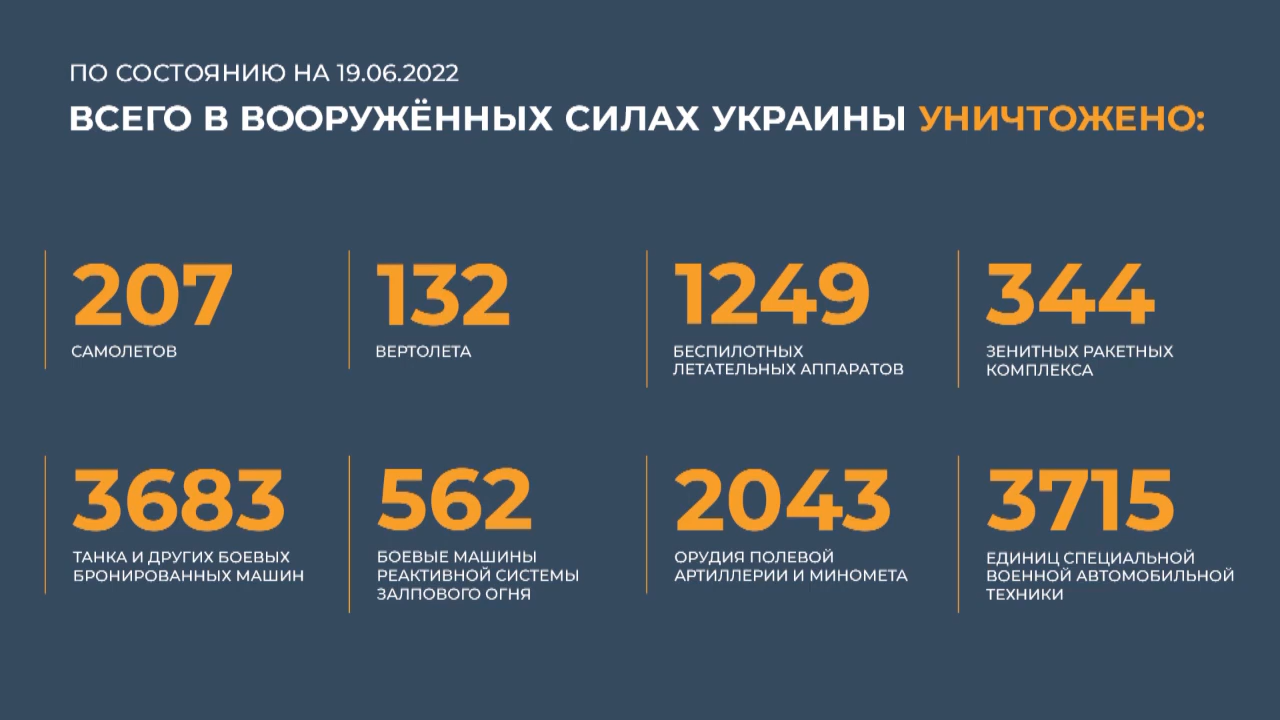 ПО СОСТОЯНИЮ НА 19.06.2022
ВСЕГО В ВООРУЖЁННЫХ СИЛАХ УКРАИНЫ УНИЧТОЖЕНО:
207
САМОЛЕТОВ
132
ВЕРТОЛЕТА
1249
БЕСПИЛОТНЫХ
ЛЕТАТЕЛЬНЫХ АППАРАТОВ
344
ЗЕНИТНЫХ РАКЕТНЫХ
КОМПЛЕКСА
3683
ТАНКА И ДРУГИХ БОЕВЫХ
БРОНИРОВАННЫХ МАШИН
562
БОЕВЫЕ МАШИНЫ
РЕАКТИВНОЙ СИСТЕМЫ
ЗАЛПОВОГО ОГНЯ
2043
ОРУДИЯ ПОЛЕВОЙ
АРТИЛЛЕРИИ И МИНОМЕТА
3715
ЕДИНИЦ СПЕЦИАЛЬНОЙ
ВОЕННОЙ АВТОМОБИЛЬНОЙ
ТЕХНИКИ